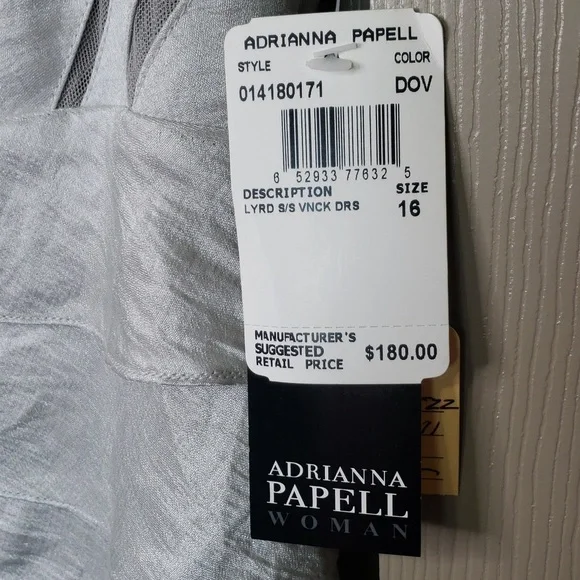 ADRIANNA PAPELL
STYLE COLOR
014180171 DOV
6 52933 77632 5
DESCRIPTION SIZE
LYRD S/S VNCK DRS 16
MANUFACTURER'S
SUGGESTED
RETAIL PRICE $180.00
ADRIANNA
PAPELL
WOMAN